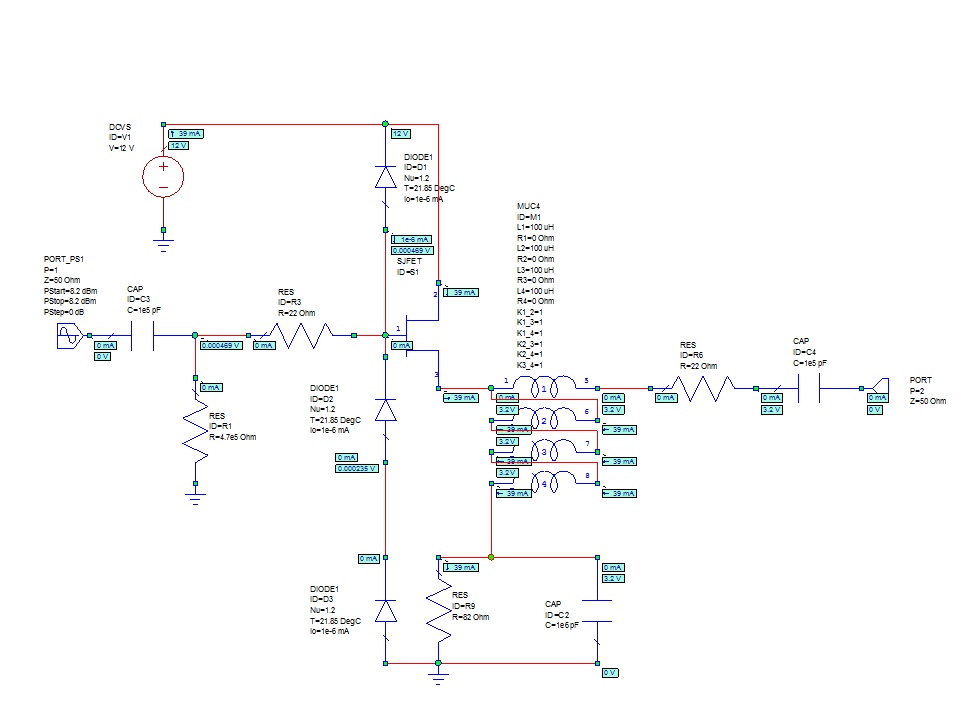 DCVS
ID=V1
V=12 V
39 mA
12 V
12 V
DIODE1
ID=D1
Nu=1.2
T=21.85 DegC
Io=1e-6 mA
1e-6 mA
0.000469 V
SJFET
ID=S1
2
39 mA
1
0 mA
3
39 mA
MUC4
ID=M1
L1=100 uH
R1=0 Ohm
L2=100 uH
R2=0 Ohm
L3=100 uH
R3=0 Ohm
L4=100 uH
R4=0 Ohm
K1_2=1
K1_3=1
K1_4=1
K2_3=1
K2_4=1
K3_4=1
PORT_PS1
P=1
Z=50 Ohm
PStart=8.2 dBm
PStop=8.2 dBm
PStep=0 dB
CAP
ID=C3
C=1e5 pF
0 mA
0 V
0.000469 V
RES
ID=R3
R=22 Ohm
0 mA
0 mA
RES
ID=R1
R=4.7e5 Ohm
DIODE1
ID=D2
Nu=1.2
T=21.85 DegC
Io=1e-6 mA
0 mA
0.000235 V
1
1
5
0 mA
3.2 V
0 mA
3.2 V
2
6
39 mA
3.2 V
39 mA
3
7
39 mA
3.2 V
39 mA
4
8
39 mA
39 mA
RES
ID=R6
R=22 Ohm
0 mA
CAP
ID=C4
C=1e5 pF
0 mA
3.2 V
0 mA
0 V
PORT
P=2
Z=50 Ohm
0 mA
DIODE1
ID=D3
Nu=1.2
T=21.85 DegC
Io=1e-6 mA
39 mA
RES
ID=R9
R=82 Ohm
0 mA
3.2 V
CAP
ID=C2
C=1e6 pF
0 V